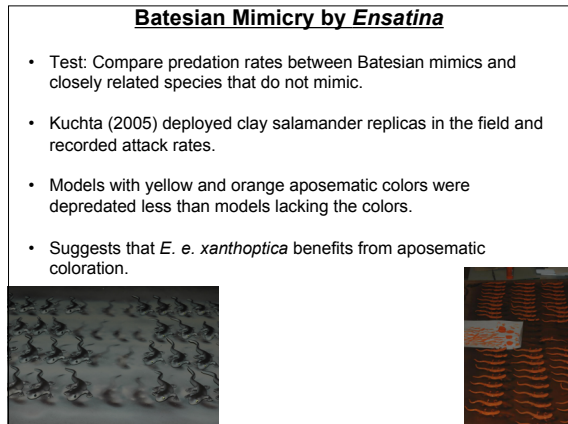 Batesian Mimicry by Ensatina
• Test: Compare predation rates between Batesian mimics and
closely related species that do not mimic.
• Kuchta (2005) deployed clay salamander replicas in the field and
recorded attack rates.
• Models with yellow and orange aposematic colors were
depredated less than models lacking the colors.
• Suggests that E. e. xanthoptica benefits from aposematic
coloration.